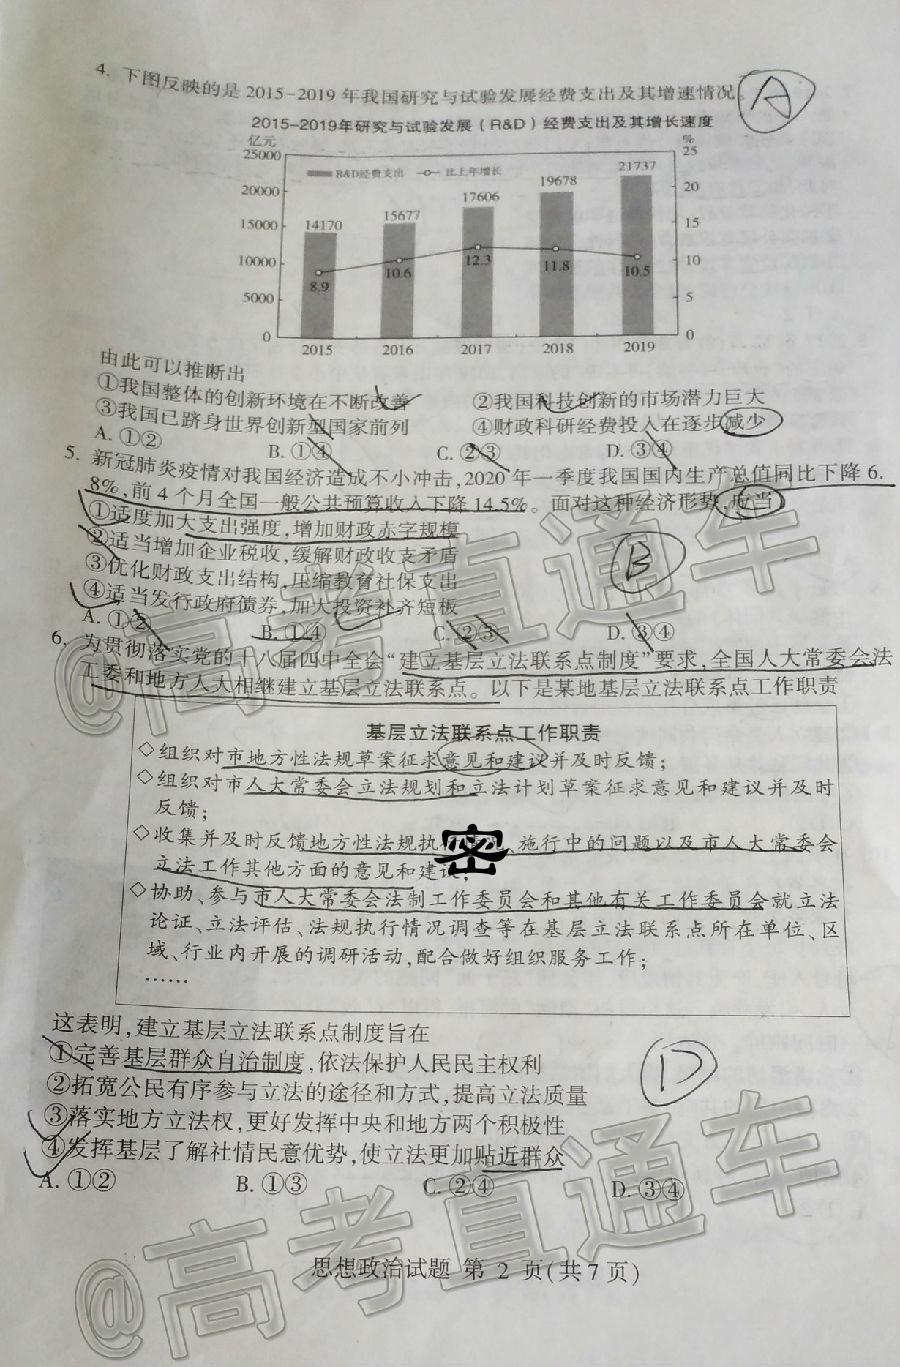 4. 下图反映的是2015-2019年我国研究与试验发展经费支出及其增速情况
A
2015-2019年研究与试验发展(R&D)经费支出及其增长速度
亿元 %
25000 25
R&D经费支出 比上年增长
20000 20
15000 15
10000 10
5000 5
0 0
14170 15677 17606 19678 21737
8.9 10.6 12.3 11.8 10.5
2015 2016 2017 2018 2019
由此可以推断出
①我国整体的创新环境在不断改善 ②我国科技创新的市场潜力巨大
③我国已跻身世界创新型国家前列 ④财政科研经费投入在逐步减少
A. ①② B. ①④ C. ②③ D. ③④
5. 新冠肺炎疫情对我国经济造成不小冲击,2020年一季度我国国内生产总值同比下降6.
8%,前4个月全国一般公共预算收入下降14.5%。面对这种经济形势,应当
①适度加大支出强度,增加财政赤字规模
②适当增加企业税收,缓解财政收支矛盾
B
③优化财政支出结构,压缩教育社保支出
④适当发行政府债券,加大投资补齐短板
A. ①② B. ①④ C. ②③ D. ③④
6. 为贯彻落实党的十八届四中全会“建立基层立法联系点制度”要求,全国人大常委会法
工委和地方人大相继建立基层立法联系点。以下是某地基层立法联系点工作职责
基层立法联系点工作职责
◇组织对市地方性法规草案征求意见和建议并及时反馈;
◇组织对市人大常委会立法规划和立法计划草案征求意见和建议并及时
反馈;
◇收集并及时反馈地方性法规执 、施行中的问题以及市人大常委会
密
立法工作其他方面的意见和建议;
◇协助、参与市人大常委会法制工作委员会和其他有关工作委员会就立法
论证、立法评估、法规执行情况调查等在基层立法联系点所在单位、区
域、行业内开展的调研活动,配合做好组织服务工作;
……
这表明,建立基层立法联系点制度旨在
①完善基层群众自治制度,依法保护人民民主权利
D
②拓宽公民有序参与立法的途径和方式,提高立法质量
③落实地方立法权,更好发挥中央和地方两个积极性
④发挥基层了解社情民意优势,使立法更加贴近群众
A. ①② B. ①③ C. ②④ D. ③④
思想政治试题 第 2 页(共7页)
@高考直通车
@高考直通车